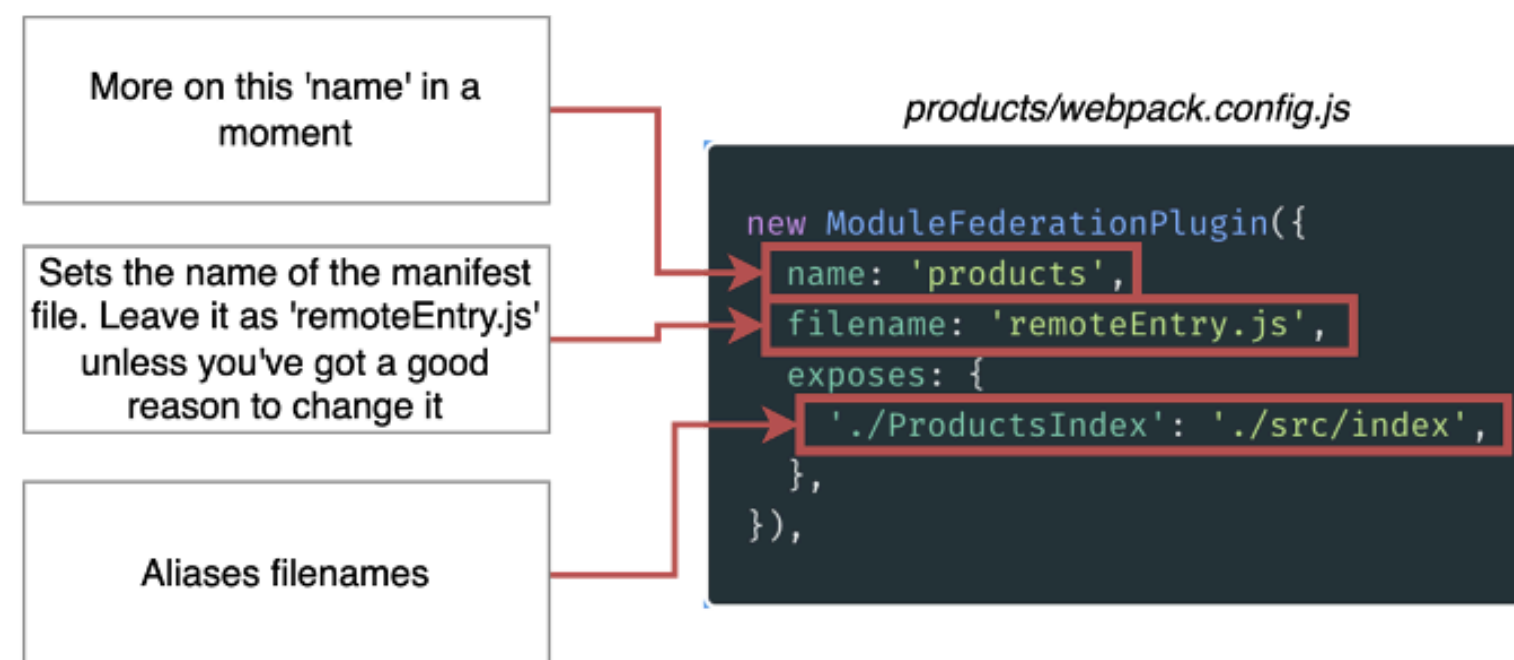 More on this 'name' in a
moment
Sets the name of the manifest
file. Leave it as 'remoteEntry.js'
unless you've got a good
reason to change it
Aliases filenames
products/webpack.config.js
new ModuleFederationPlugin({
name: 'products',
filename: 'remoteEntry.js',
exposes: {
'./ProductsIndex': './src/index',
},
}),